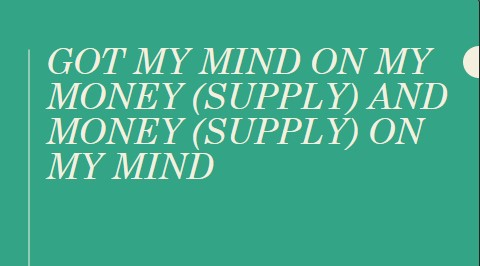 GOT MY MIND ON MY
MONEY (SUPPLY) AND
MONEY (SUPPLY) ON
MY MIND